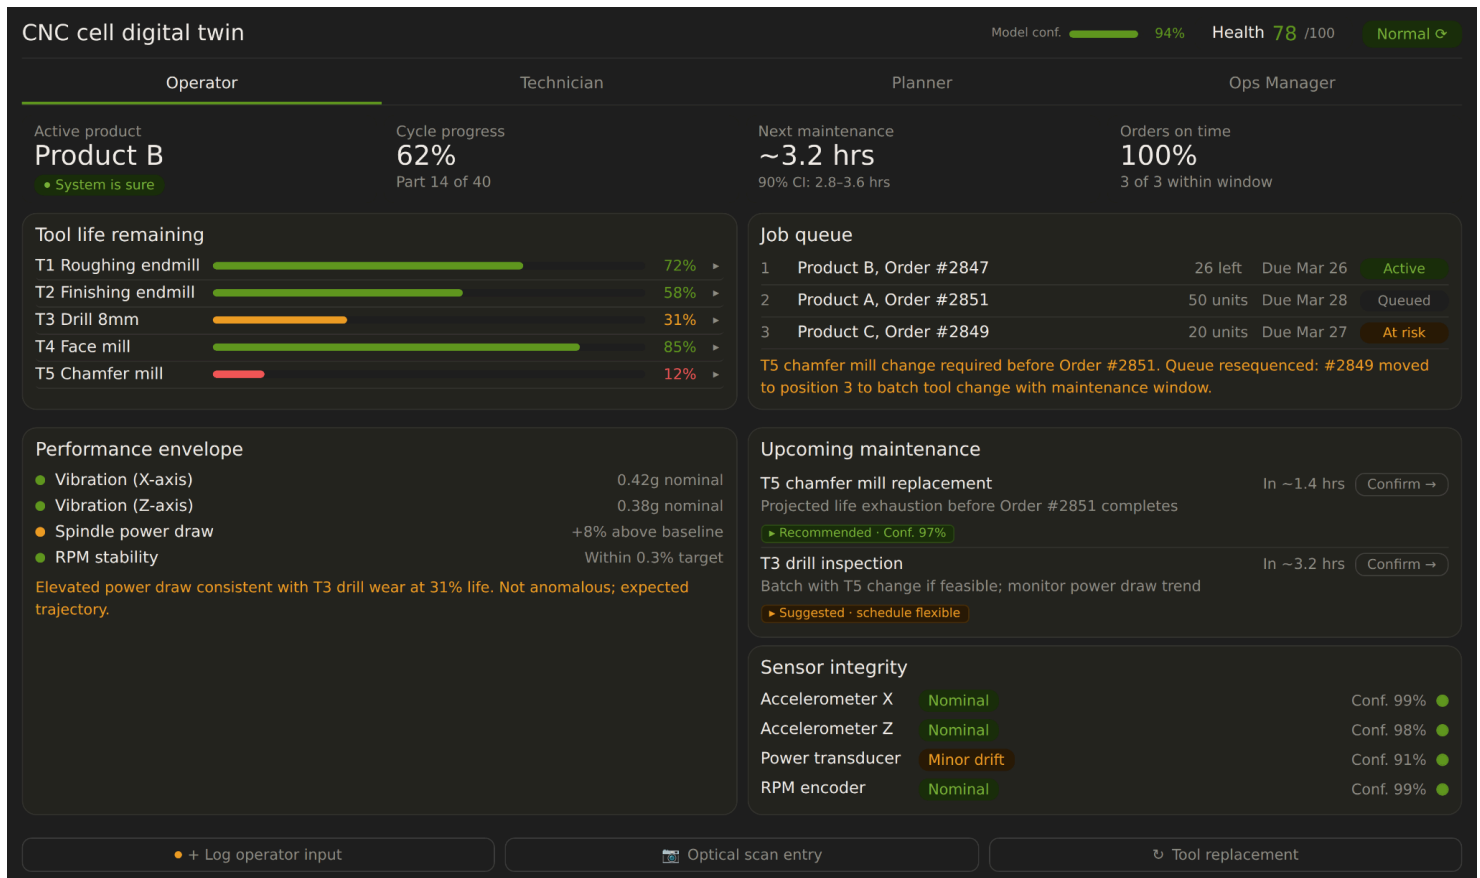 CNC cell digital twin
Model conf. 94% Health 78 /100 Normal ⟳
Operator Technician Planner Ops Manager
Active product
Product B
• System is sure
Cycle progress
62%
Part 14 of 40
Next maintenance
~3.2 hrs
90% CI: 2.8–3.6 hrs
Orders on time
100%
3 of 3 within window
Tool life remaining
T1 Roughing endmill 72% ▸
T2 Finishing endmill 58% ▸
T3 Drill 8mm 31% ▸
T4 Face mill 85% ▸
T5 Chamfer mill 12% ▸
Job queue
1 Product B, Order #2847 26 left Due Mar 26 Active
2 Product A, Order #2851 50 units Due Mar 28 Queued
3 Product C, Order #2849 20 units Due Mar 27 At risk
T5 chamfer mill change required before Order #2851. Queue resequenced: #2849 moved
to position 3 to batch tool change with maintenance window.
Performance envelope
Vibration (X-axis) 0.42g nominal
Vibration (Z-axis) 0.38g nominal
Spindle power draw +8% above baseline
RPM stability Within 0.3% target
Elevated power draw consistent with T3 drill wear at 31% life. Not anomalous; expected
trajectory.
Upcoming maintenance
T5 chamfer mill replacement In ~1.4 hrs Confirm →
Projected life exhaustion before Order #2851 completes
▸ Recommended · Conf. 97%
T3 drill inspection In ~3.2 hrs Confirm →
Batch with T5 change if feasible; monitor power draw trend
▸ Suggested · schedule flexible
Sensor integrity
Accelerometer X Nominal Conf. 99%
Accelerometer Z Nominal Conf. 98%
Power transducer Minor drift Conf. 91%
RPM encoder Nominal Conf. 99%
+ Log operator input
📷 Optical scan entry
↻ Tool replacement